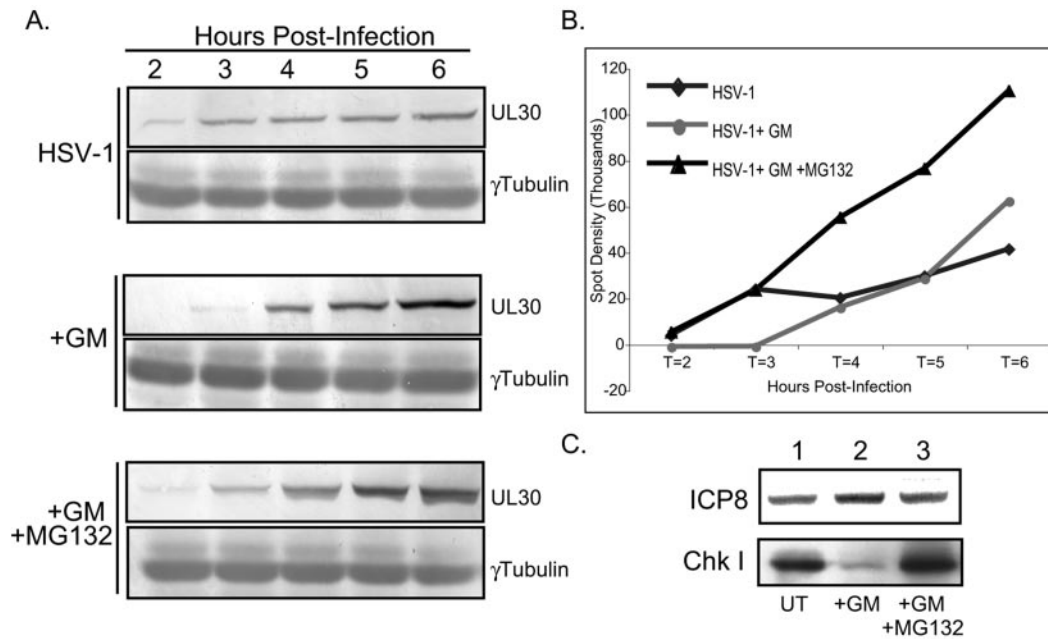 A.
Hours Post-Infection
2 3 4 5 6
HSV-1
UL30
γTubulin
+GM
UL30
γTubulin
+GM
+MG132
UL30
γTubulin
B.
120
100
80
60
40
20
0
-20
Spot Density (Thousands)
HSV-1
HSV-1+ GM
HSV-1+ GM +MG132
T=2 T=3 T=4 T=5 T=6
Hours Post-Infection
C.
1 2 3
ICP8
Chk I
UT +GM +GM
+MG132